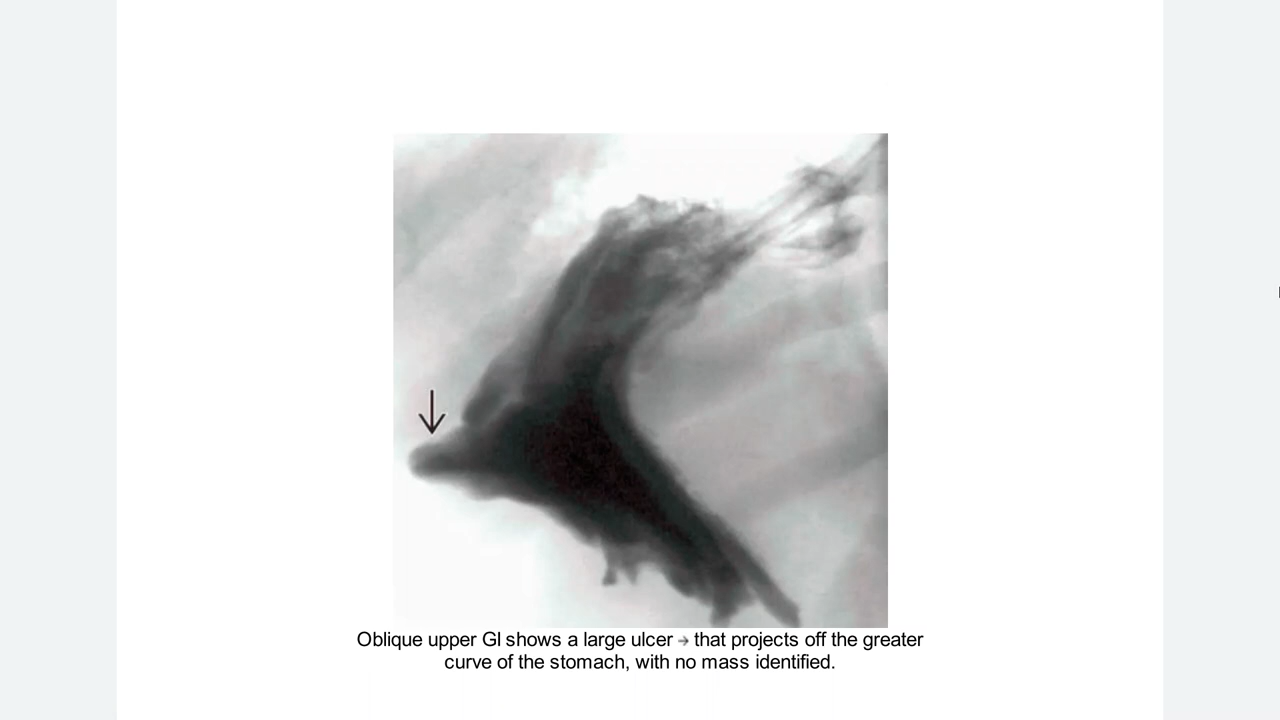 Oblique upper GI shows a large ulcer → that projects off the greater
curve of the stomach, with no mass identified.